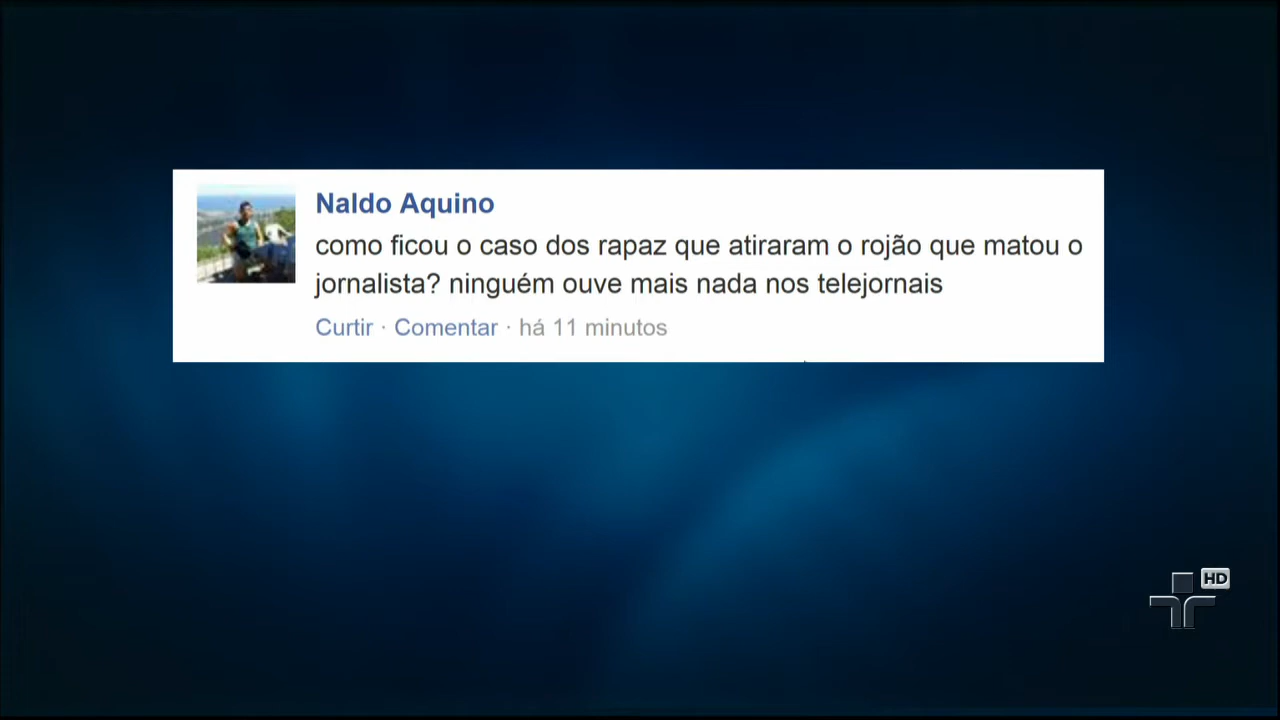 Naldo Aquino
como ficou o caso dos rapaz que atiraram o rojão que matou o
jornalista? ninguém ouve mais nada nos telejornais
Curtir · Comentar · há 11 minutos
HD